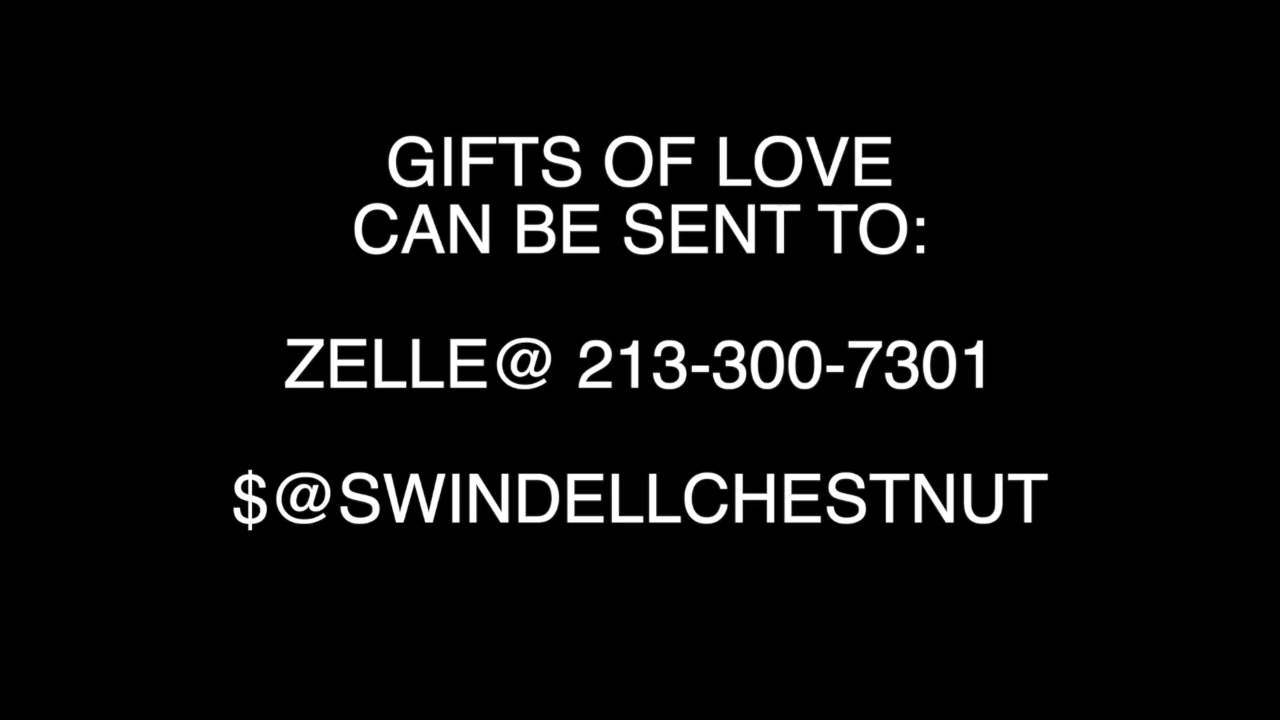 GIFTS OF LOVE
CAN BE SENT TO:
ZELLE@ 213-300-7301
$@SWINDELLCHESTNUT